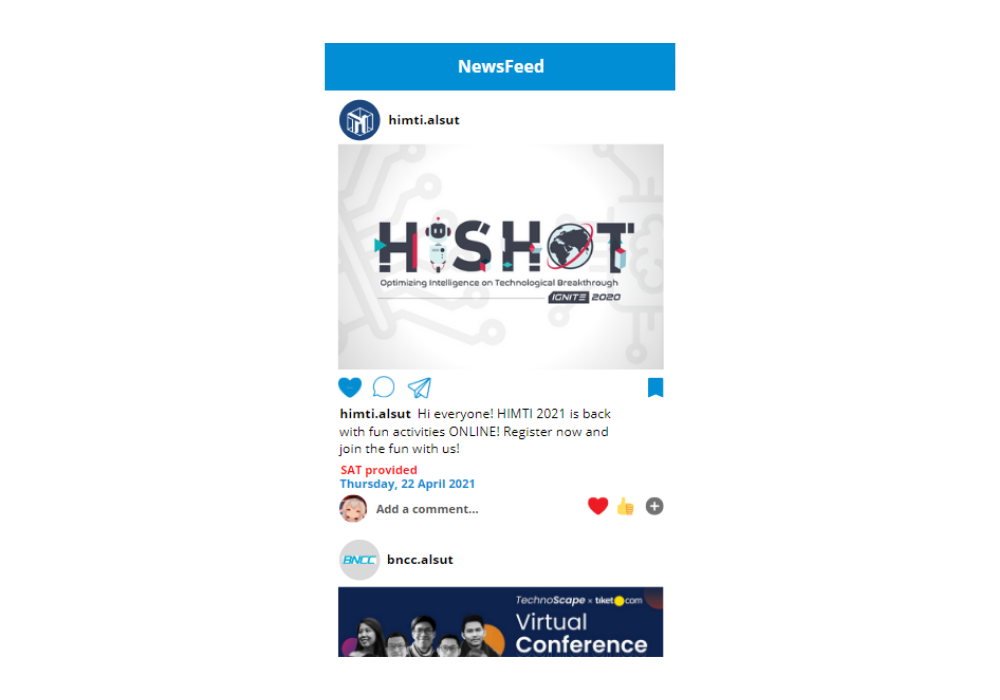 NewsFeed
himti.alsut
HISHOT
Optimizing Intelligence on Technological Breakthrough
IGNITE 2020
himti.alsut Hi everyone! HIMTI 2021 is back
with fun activities ONLINE! Register now and
join the fun with us!
SAT provided
Thursday, 22 April 2021
Add a comment...
BNCC bncc.alsut
TechnoScape × tiket.com
Virtual
Conference